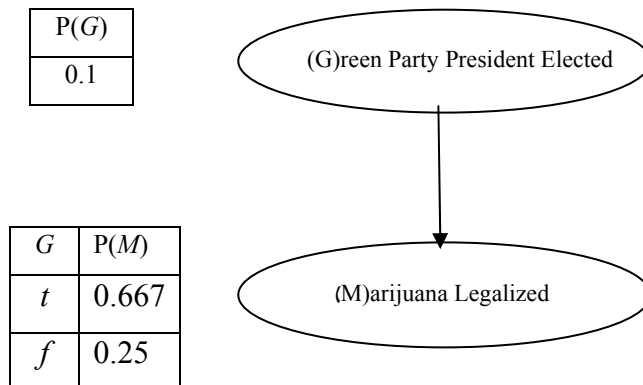 P(G)
0.1
(G)reen Party President Elected
G P(M)
t 0.667
f 0.25
(M)arijuana Legalized